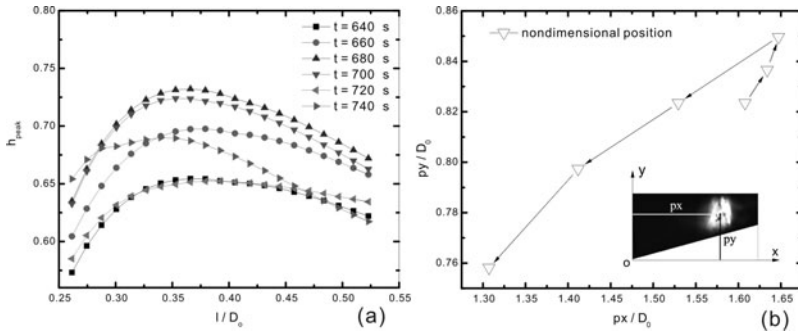 0.80
0.75
0.70
0.65
0.60
h_peak
0.25 0.30 0.35 0.40 0.45 0.50 0.55
l / D₀
(a)
t = 640 s
t = 660 s
t = 680 s
t = 700 s
t = 720 s
t = 740 s
0.86
0.84
0.82
0.80
0.78
0.76
py / D₀
nondimensional position
y
px
py
o
x
1.30 1.35 1.40 1.45 1.50 1.55 1.60 1.65
px / D₀
(b)